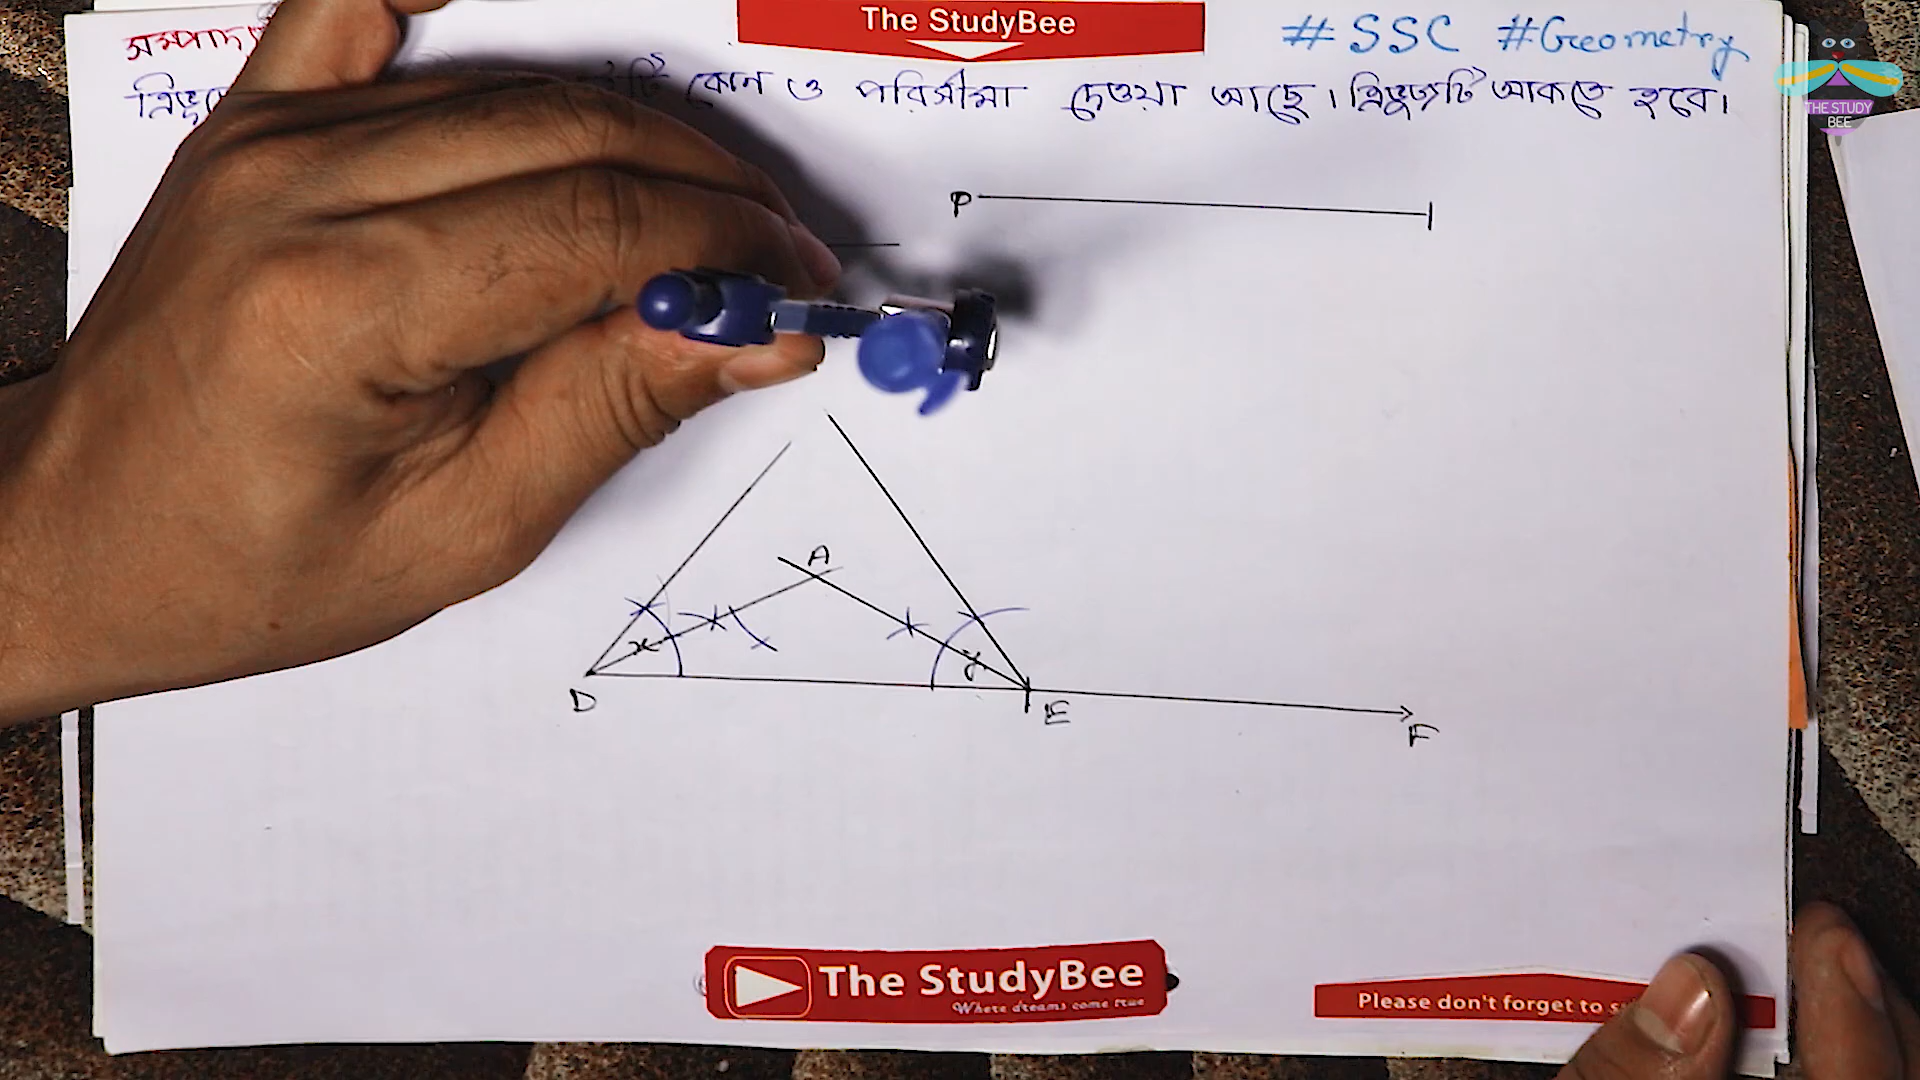 The StudyBee
#SSC #Geometry
THE STUDY
BEE
কোন ও পরিসীমা দেওয়া আছে। ত্রিভুজটি আকতে হবে।
P
A
x
y
D
E
F
The StudyBee
Where dreams come true
Please don't forget to